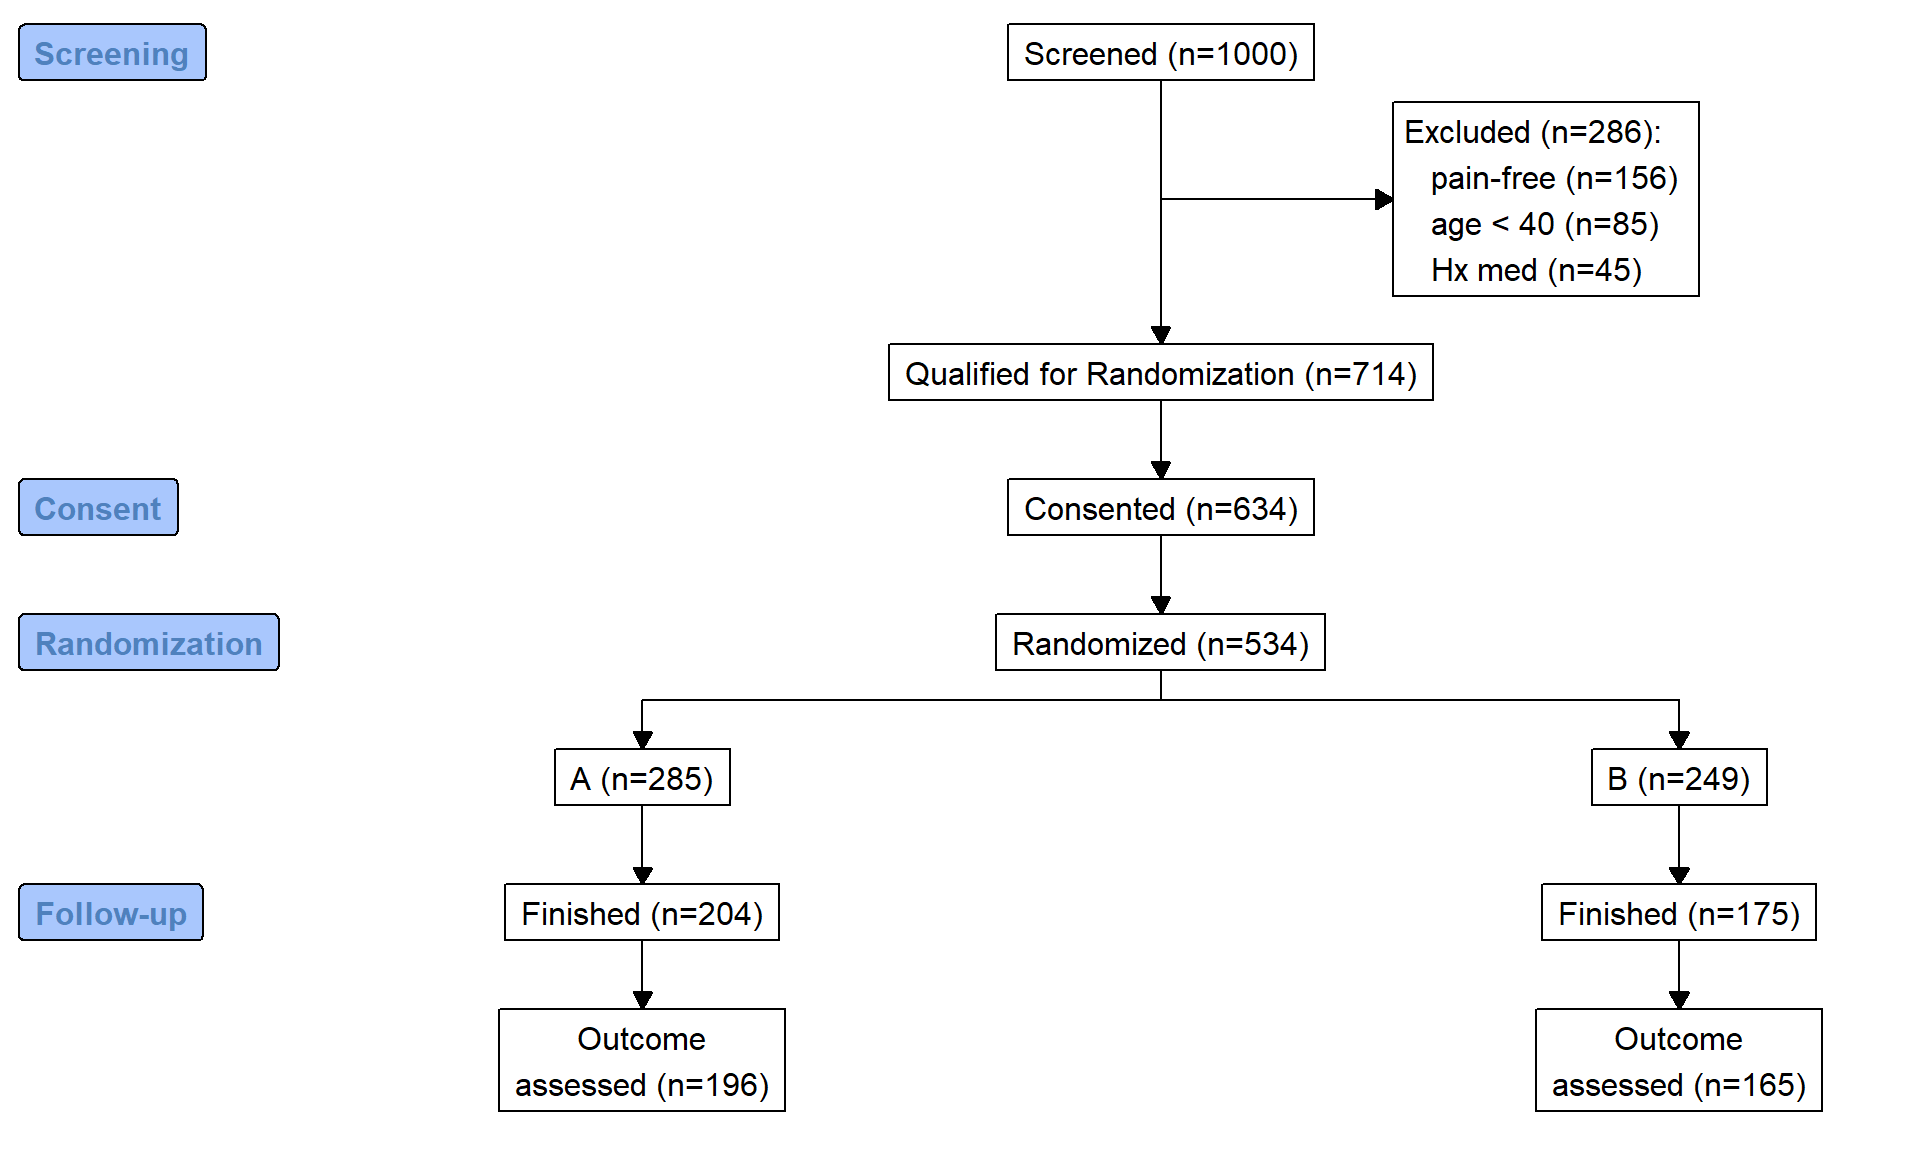 Screening
Screened (n=1000)
Excluded (n=286):
pain-free (n=156)
age < 40 (n=85)
Hx med (n=45)
Qualified for Randomization (n=714)
Consent
Consented (n=634)
Randomization
Randomized (n=534)
A (n=285)
B (n=249)
Follow-up
Finished (n=204)
Finished (n=175)
Outcome
assessed (n=196)
Outcome
assessed (n=165)